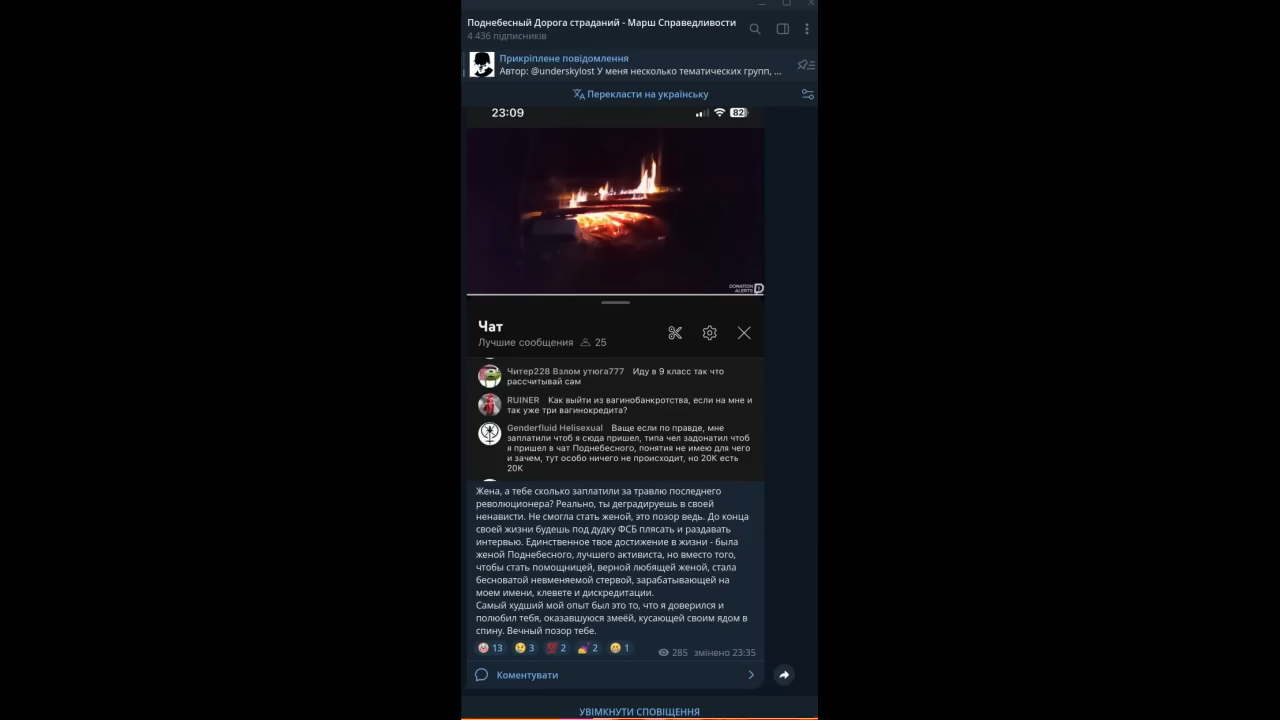 Поднебесный Дорога страданий - Марш Справедливости
4 436 підписників
Прикріплене повідомлення
Автор: @underskylost У меня несколько тематических групп, ...
Перекласти на українську
23:09
82
DONATION
ALERTS
Чат
Лучшие сообщения 25
Читер228 Взлом утюга777 Иду в 9 класс так что
рассчитывай сам
RUINER Как выйти из вагинобанкротства, если на мне и
так уже три вагинокредита?
Genderfluid Helisexual Ваще если по правде, мне
заплатили чтоб я сюда пришел, типа чел задонатил чтоб
я пришел в чат Поднебесного, понятия не имею для чего
и зачем, тут особо ничего не происходит, но 20К есть
20К
Жена, а тебе сколько заплатили за травлю последнего
революционера? Реально, ты деградируешь в своей
ненависти. Не смогла стать женой, это позор ведь. До конца
своей жизни будешь под дудку ФСБ плясать и раздавать
интервью. Единственное твое достижение в жизни - была
женой Поднебесного, лучшего активиста, но вместо того,
чтобы стать помощницей, верной любящей женой, стала
бесноватой невменяемой стервой, зарабатывающей на
моем имени, клевете и дискредитации.
Самый худший мой опыт был это то, что я доверился и
полюбил тебя, оказавшуюся змеёй, кусающей своим ядом в
спину. Вечный позор тебе.
13 3 2 2 1
285 змінено 23:35
Коментувати
УВІМКНУТИ СПОВІЩЕННЯ